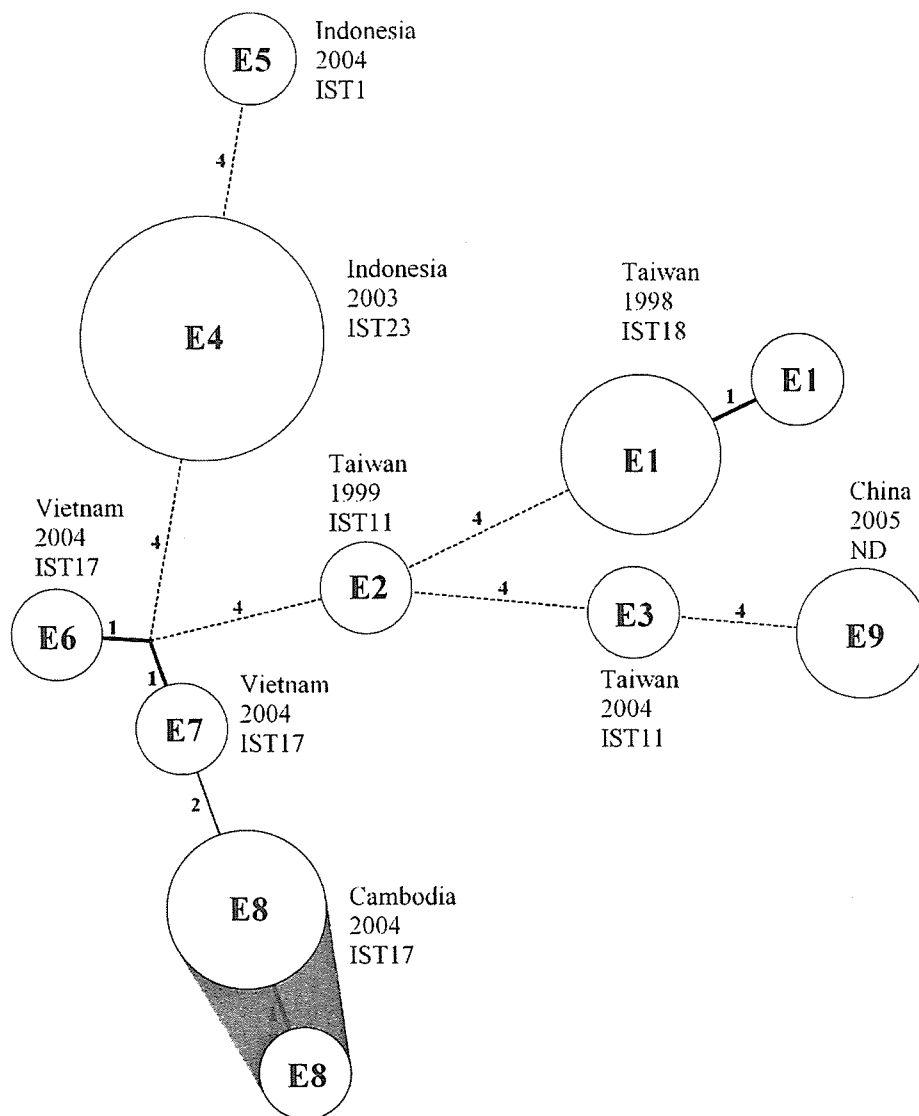 E5
Indonesia
2004
IST1
4
E4
Indonesia
2003
IST23
Taiwan
1998
IST18
E1
1
E1
4
Taiwan
1999
IST11
E2
4
4
Vietnam
2004
IST17
E6
1
1
4
E3
Taiwan
2004
IST11
4
China
2005
ND
E9
E7
Vietnam
2004
IST17
2
E8
Cambodia
2004
IST17
E8